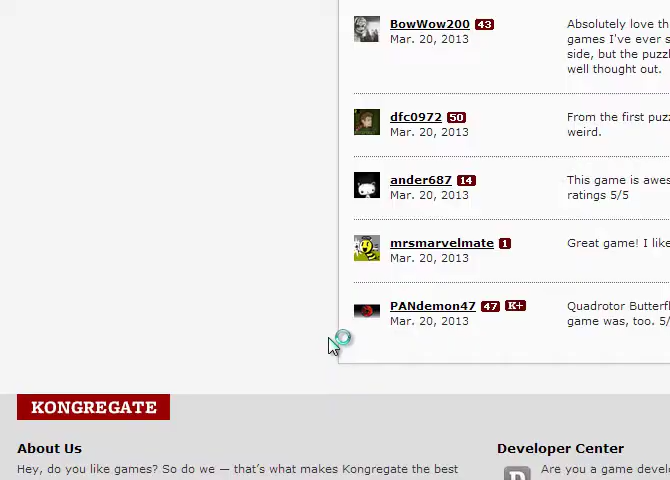 BowWow200 43
Mar. 20, 2013
Absolutely love th
games I've ever s
side, but the puzz
well thought out.
dfc0972 50
Mar. 20, 2013
From the first puz
weird.
ander687 14
Mar. 20, 2013
This game is awes
ratings 5/5
mrsmarvelmate 1
Mar. 20, 2013
Great game! I like
PANdemon47 47 K+
Mar. 20, 2013
Quadrotor Butterfl
game was, too. 5/
KONGREGATE
About Us
Hey, do you like games? So do we — that's what makes Kongregate the best
Developer Center
Are you a game devel